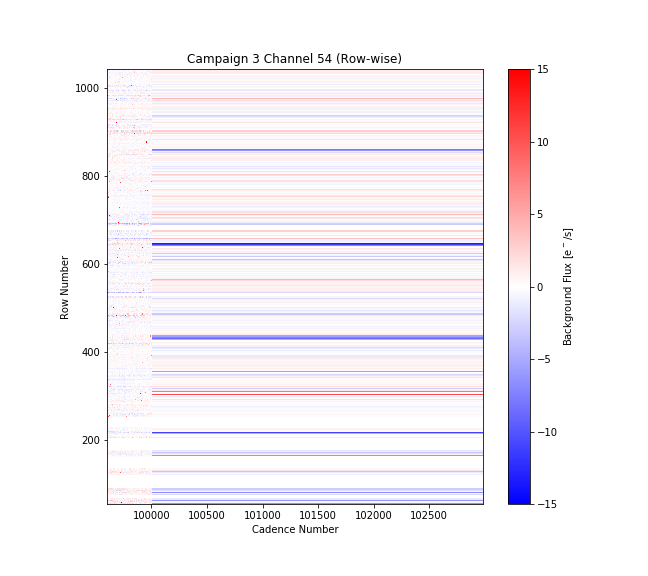 Campaign 3 Channel 54 (Row-wise)
1000
800
600
400
200
Row Number
100000 100500 101000 101500 102000 102500
Cadence Number
15
10
5
0
−5
−10
−15
Background Flux [e⁻/s]